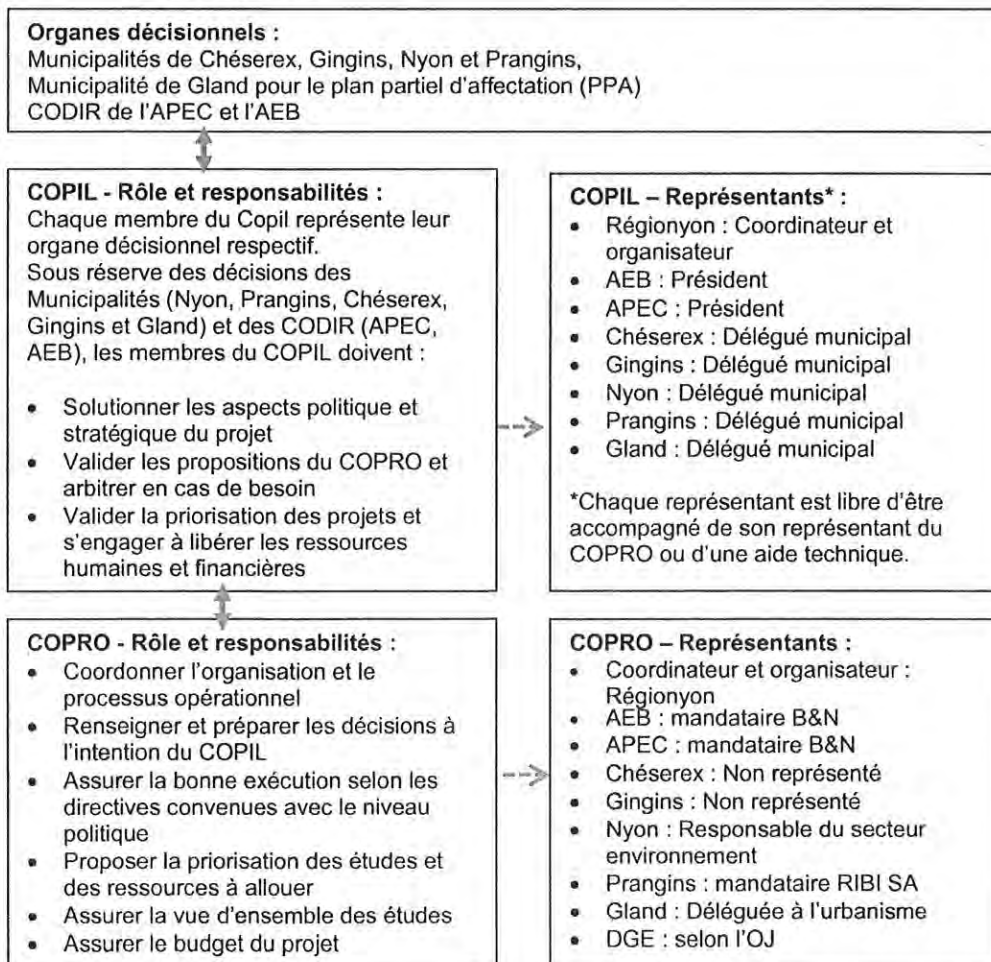 Organes décisionnels :
Municipalités de Chéserex, Gingins, Nyon et Prangins,
Municipalité de Gland pour le plan partiel d'affectation (PPA)
CODIR de l'APEC et l'AEB
COPIL - Rôle et responsabilités :
Chaque membre du Copil représente leur
organe décisionnel respectif.
Sous réserve des décisions des
Municipalités (Nyon, Prangins, Chéserex,
Gingins et Gland) et des CODIR (APEC,
AEB), les membres du COPIL doivent :
• Solutionner les aspects politique et
stratégique du projet
• Valider les propositions du COPRO et
arbitrer en cas de besoin
• Valider la priorisation des projets et
s'engager à libérer les ressources
humaines et financières
COPIL – Représentants* :
• Régionyon : Coordinateur et
organisateur
• AEB : Président
• APEC : Président
• Chéserex : Délégué municipal
• Gingins : Délégué municipal
• Nyon : Délégué municipal
• Prangins : Délégué municipal
• Gland : Délégué municipal
*Chaque représentant est libre d'être
accompagné de son représentant du
COPRO ou d'une aide technique.
COPRO - Rôle et responsabilités :
• Coordonner l'organisation et le
processus opérationnel
• Renseigner et préparer les décisions à
l'intention du COPIL
• Assurer la bonne exécution selon les
directives convenues avec le niveau
politique
• Proposer la priorisation des études et
des ressources à allouer
• Assurer la vue d'ensemble des études
• Assurer le budget du projet
COPRO – Représentants :
• Coordinateur et organisateur :
Régionyon
• AEB : mandataire B&N
• APEC : mandataire B&N
• Chéserex : Non représenté
• Gingins : Non représenté
• Nyon : Responsable du secteur
environnement
• Prangins : mandataire RIBI SA
• Gland : Déléguée à l'urbanisme
• DGE : selon l'OJ